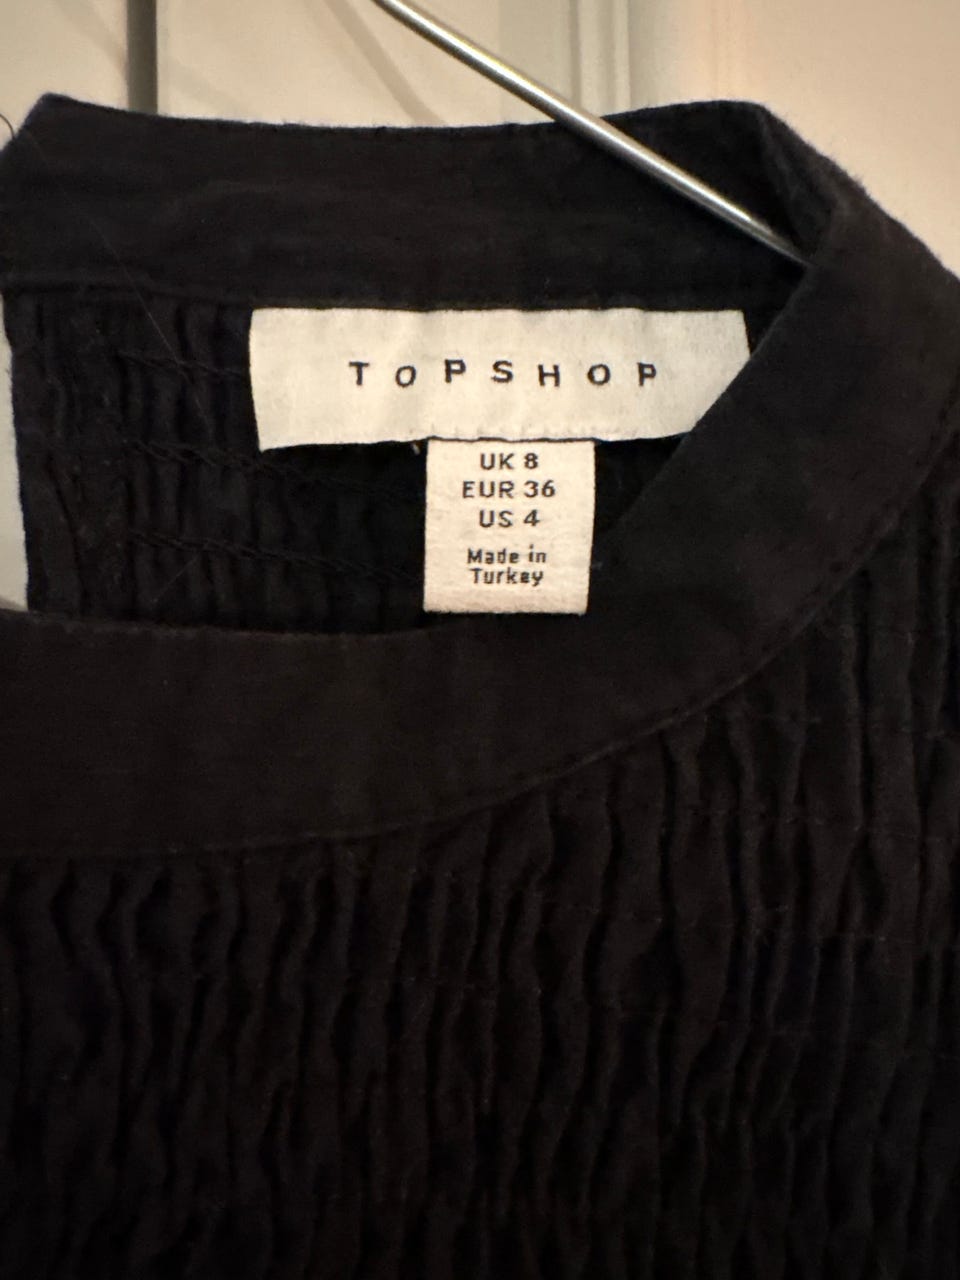 TOPSHOP
UK 8
EUR 36
US 4
Made in
Turkey